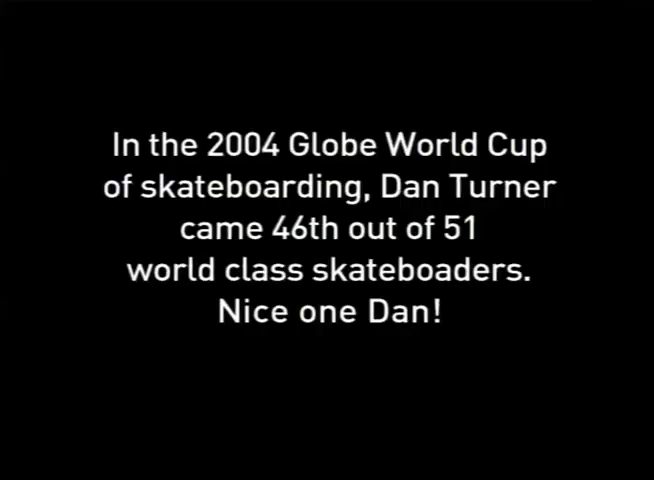 In the 2004 Globe World Cup
of skateboarding, Dan Turner
came 46th out of 51
world class skateboaders.
Nice one Dan!